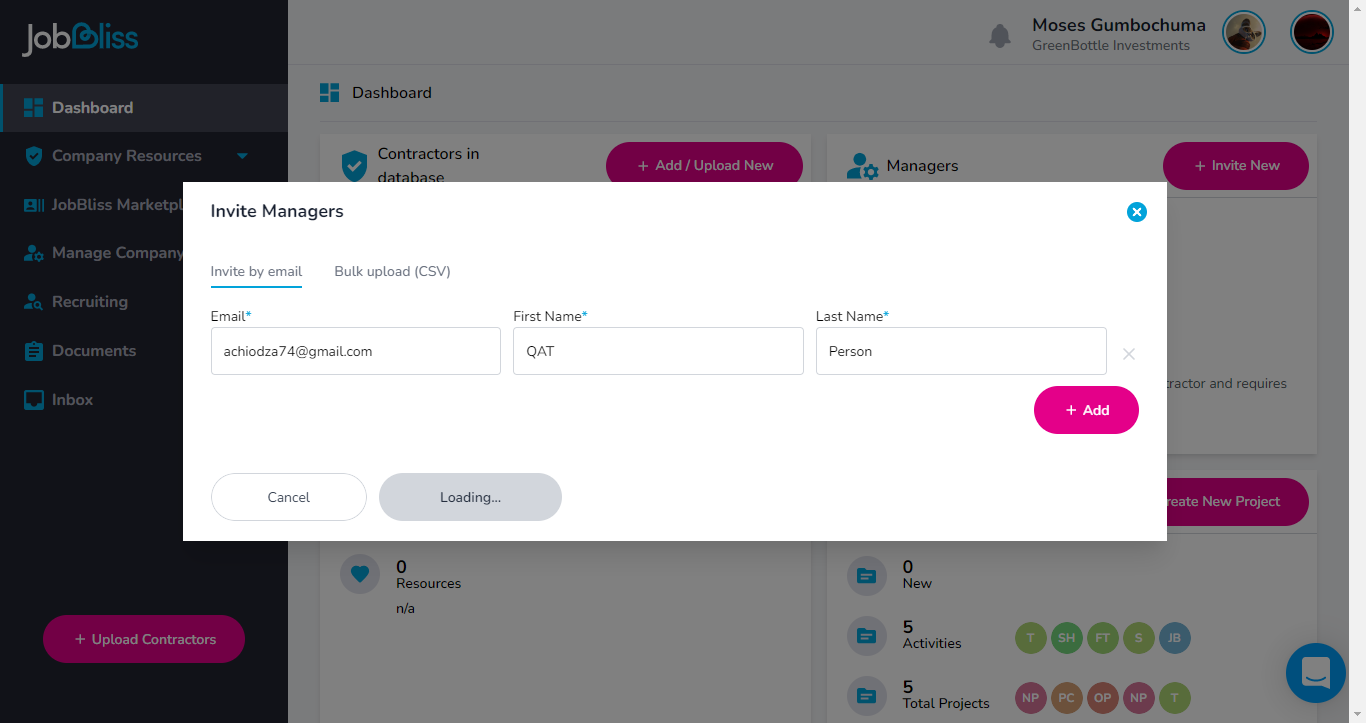 JobBliss
Moses Gumbochuma
GreenBottle Investments
Dashboard
Company Resources
JobBliss Marketpl
Manage Company
Recruiting
Documents
Inbox
+ Upload Contractors
Dashboard
Contractors in
database
+ Add / Upload New
Managers
+ Invite New
Invite Managers
Invite by email
Bulk upload (CSV)
Email*
First Name*
Last Name*
achiodza74@gmail.com
QAT
Person
+ Add
Cancel
Loading...
tractor and requires
reate New Project
0
Resources
n/a
0
New
5
Activities
T SH FT S JB
5
Total Projects
NP PC OP NP T